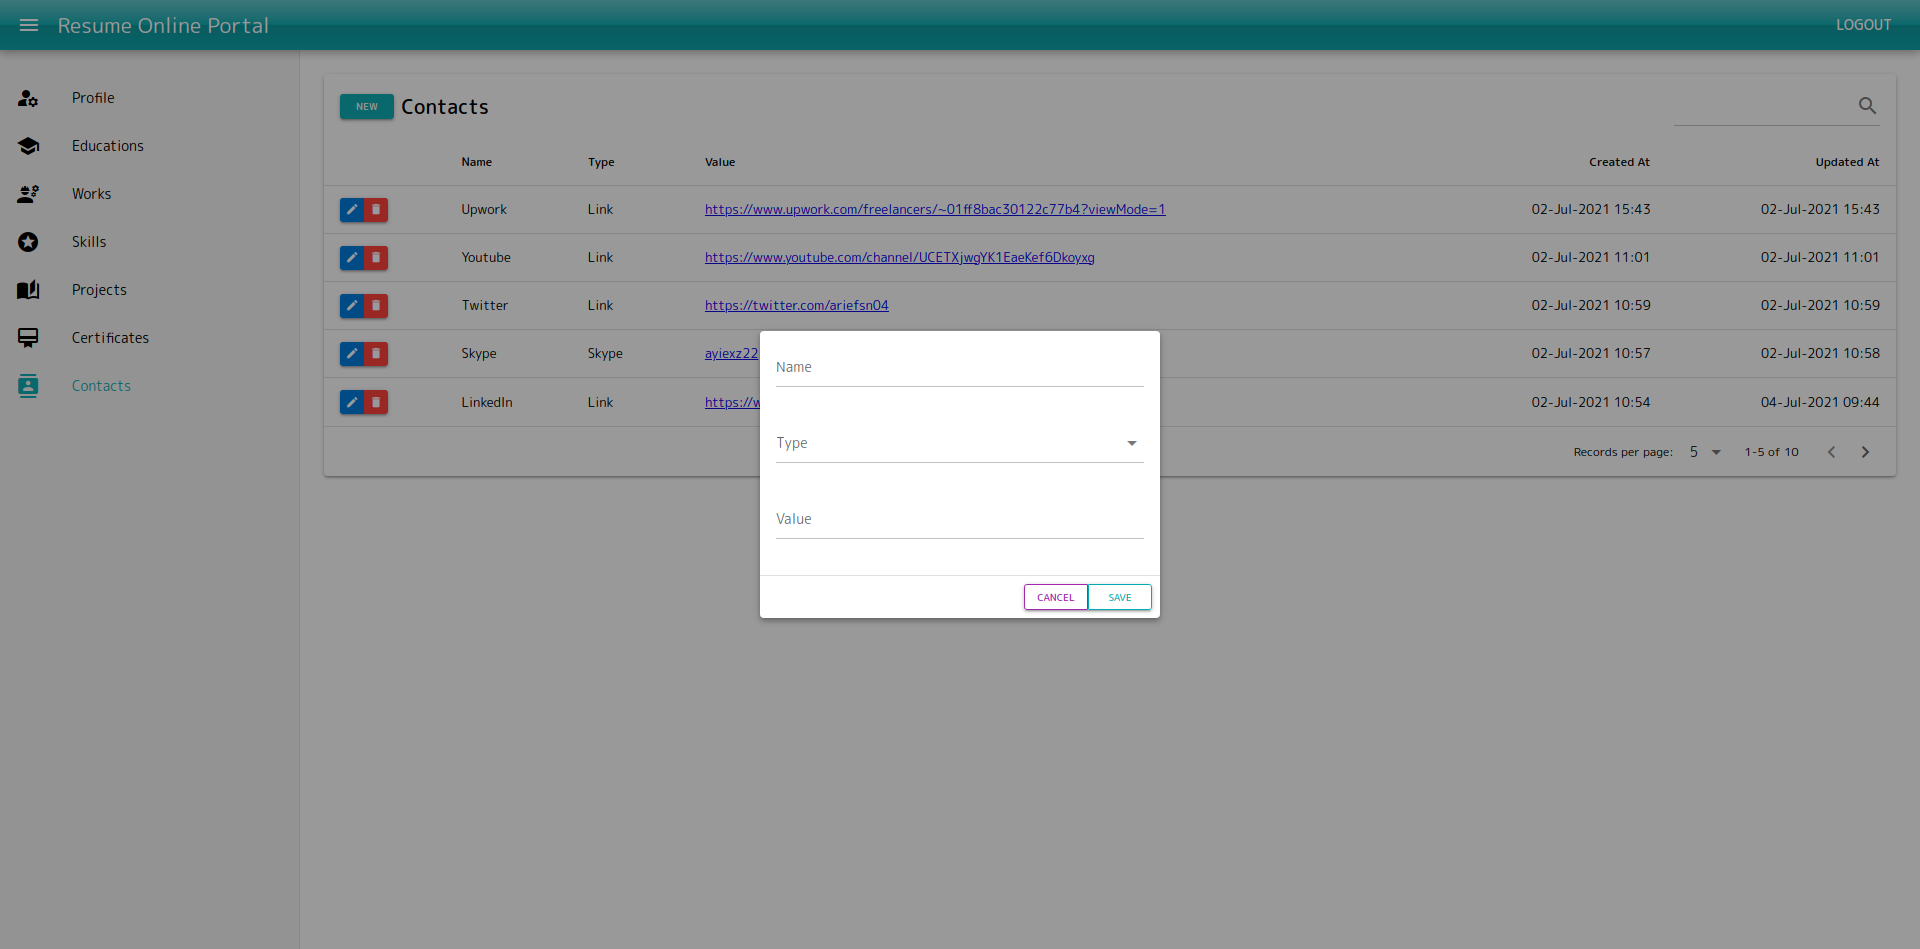 Resume Online Portal
LOGOUT
Profile
Educations
Works
Skills
Projects
Certificates
Contacts
NEW Contacts
Name Type Value Created At Updated At
Upwork Link https://www.upwork.com/freelancers/~01ff8bac30122c77b4?viewMode=1 02-Jul-2021 15:43 02-Jul-2021 15:43
Youtube Link https://www.youtube.com/channel/UCETXjwgYK1EaeKef6Dkoyxg 02-Jul-2021 11:01 02-Jul-2021 11:01
Twitter Link https://twitter.com/ariefsn04 02-Jul-2021 10:59 02-Jul-2021 10:59
Skype Skype ayiexz22 02-Jul-2021 10:57 02-Jul-2021 10:58
LinkedIn Link https://w 02-Jul-2021 10:54 04-Jul-2021 09:44
Records per page: 5 1-5 of 10
Name
Type
Value
CANCEL SAVE